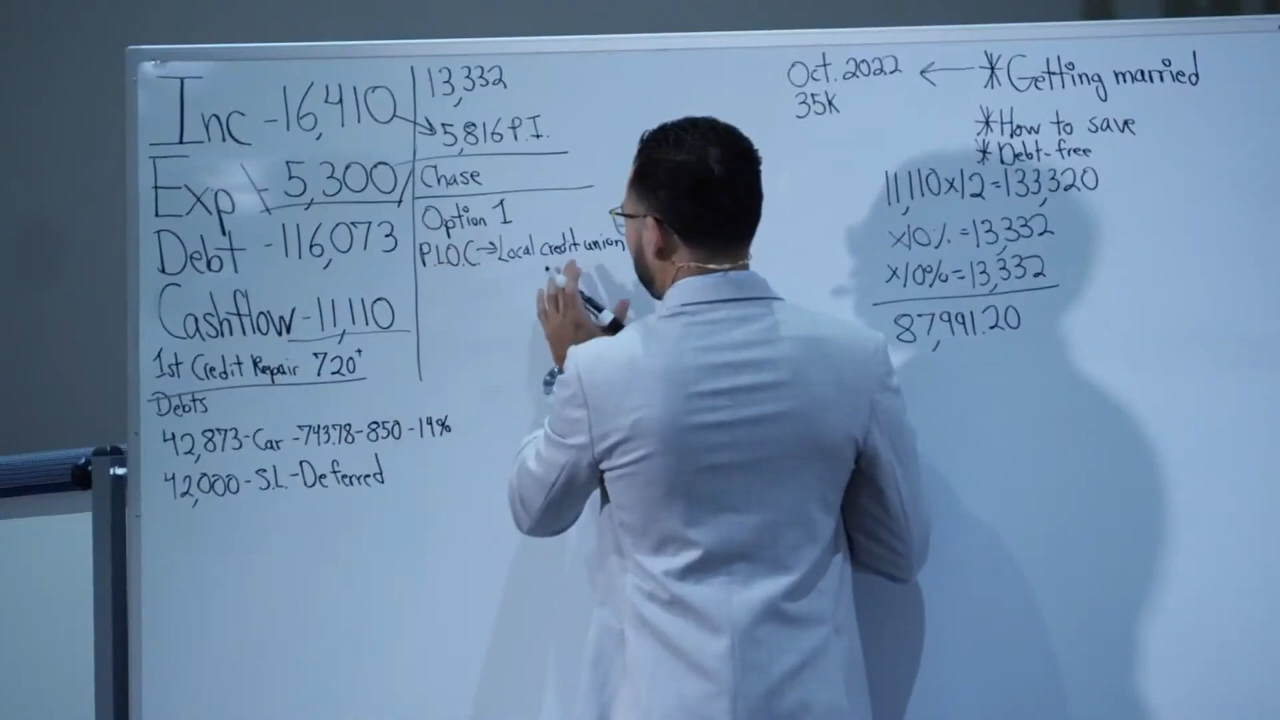 Inc -16,410
Exp - 5,300
Debt -116,073
Cashflow -11,110
1st Credit Repair 720+
Debts
42,873-Car -743.78-850-14%
42,000-S.L.-Deferred
13,332
5,816 P.I.
Chase
Option 1
P.L.O.C→Local credit union
Oct. 2022 ← *Getting married
35K
*How to save
*Debt-free
11,110x12=133,320
x10%=13,332
x10%=13,332
87,991.20